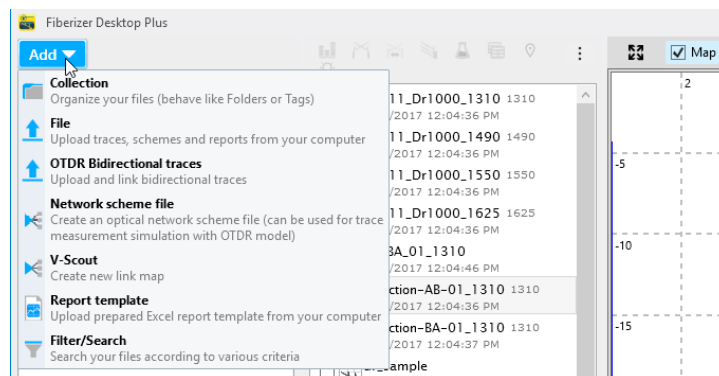 Fiberizer Desktop Plus
Add
Map
Collection
Organize your files (behave like Folders or Tags)
File
Upload traces, schemes and reports from your computer
OTDR Bidirectional traces
Upload and link bidirectional traces
Network scheme file
Create an optical network scheme file (can be used for trace
measurement simulation with OTDR model)
V-Scout
Create new link map
Report template
Upload prepared Excel report template from your computer
Filter/Search
Search your files according to various criteria
11_Dr1000_1310 1310
/2017 12:04:36 PM
11_Dr1000_1490 1490
/2017 12:04:36 PM
11_Dr1000_1550 1550
/2017 12:04:36 PM
11_Dr1000_1625 1625
/2017 12:04:36 PM
BA_01_1310
/2017 12:04:46 PM
ction-AB-01_1310 1310
/2017 12:04:36 PM
ction-BA-01_1310 1310
/2017 12:04:37 PM
2
-5
-10
-15